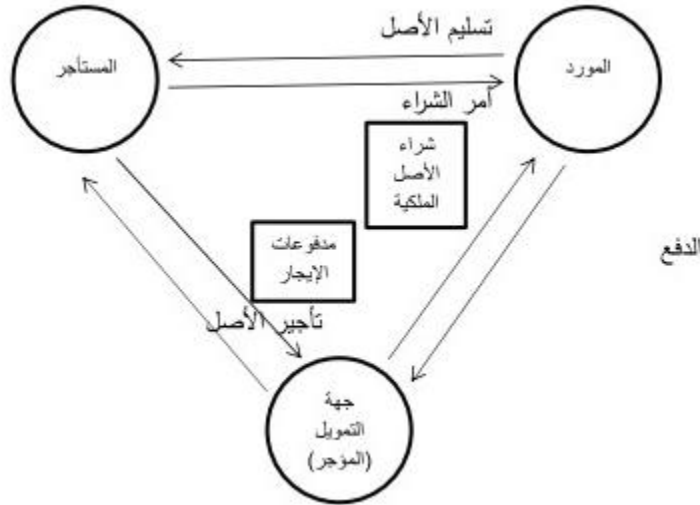 تسليم الأصل
المورد
المستأجر
أمر الشراء
شراء
الأصل
الملكية
الدفع
مدفوعات
الإيجار
تأجير الأصل
جهة
التمويل
(المؤجر)